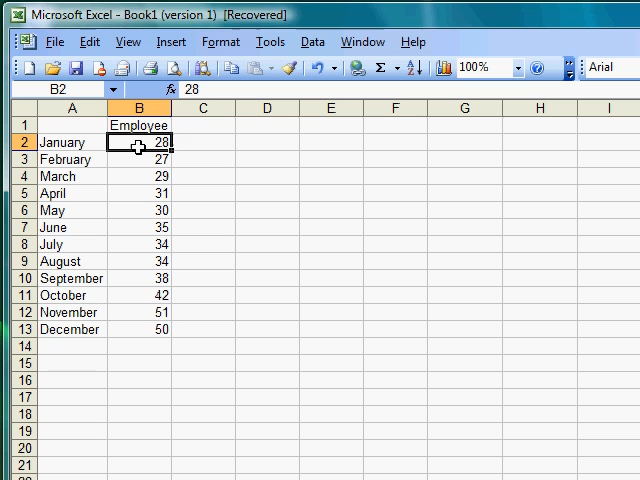 Microsoft Excel - Book1 (version 1) [Recovered]
File Edit View Insert Format Tools Data Window Help
Σ A Z 100% ? » Arial
B2 fx 28
A B C D E F G H I
1 Employee
2 January 28
3 February 27
4 March 29
5 April 31
6 May 30
7 June 35
8 July 34
9 August 34
10 September 38
11 October 42
12 November 51
13 December 50
14
15
16
17
18
19
20
21